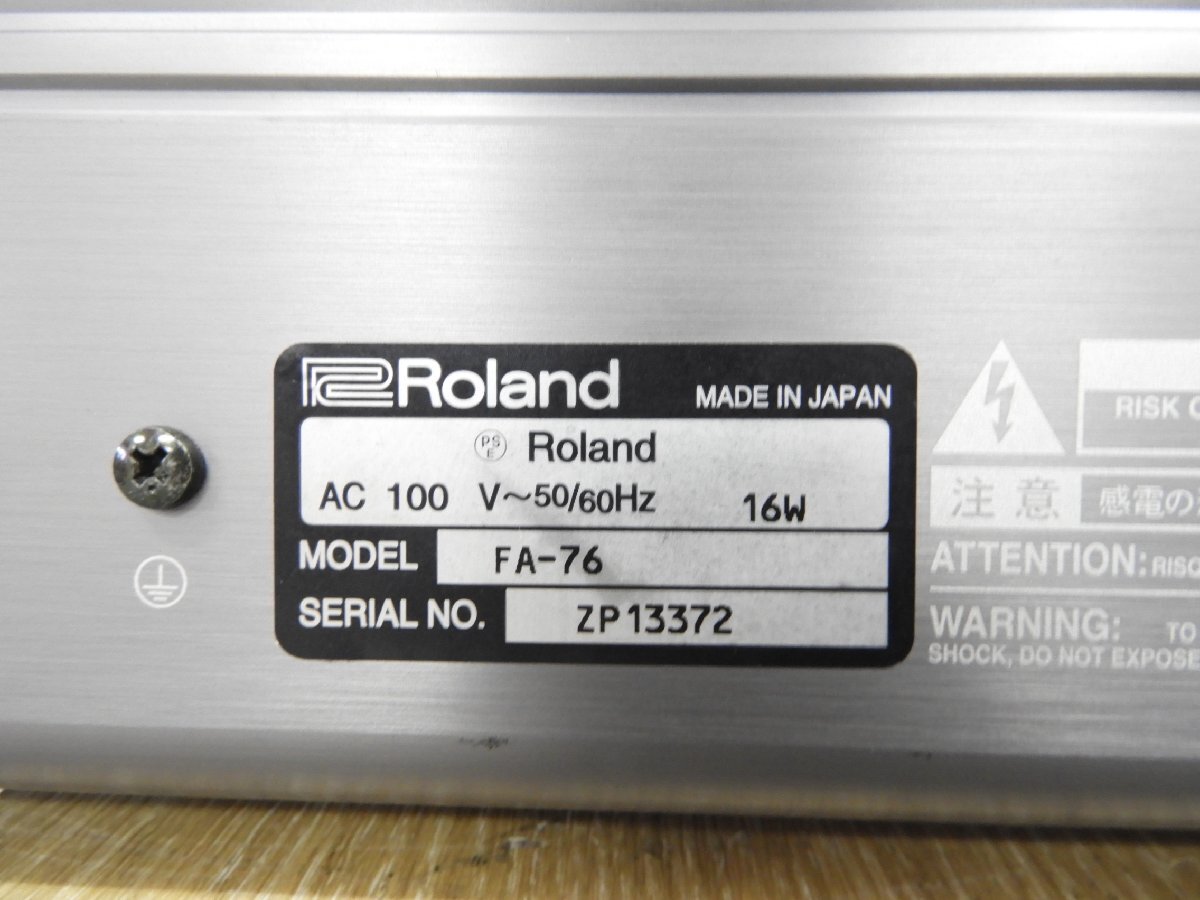 Roland MADE IN JAPAN
PSE Roland
AC 100 V～50/60Hz 16W
MODEL FA-76
SERIAL NO. ZP13372
RISK
注意 感電の
ATTENTION:
WARNING: TO
SHOCK, DO NOT EXPOSE